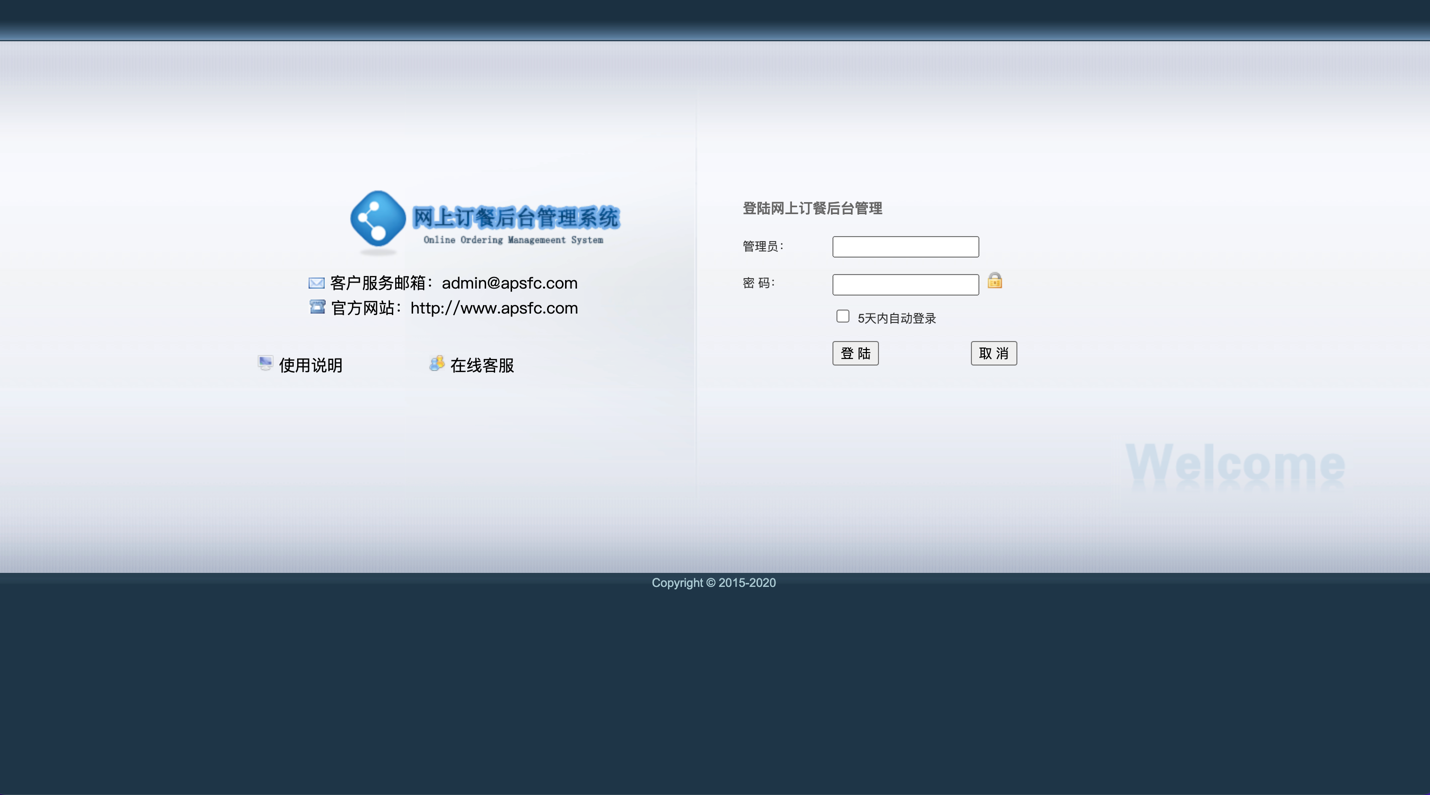 网上订餐后台管理系统
Online Ordering Managemeent System
客户服务邮箱：admin@apsfc.com
官方网站：http://www.apsfc.com
使用说明
在线客服
登陆网上订餐后台管理
管理员：
密 码：
5天内自动登录
登 陆
取 消
Welcome
Copyright © 2015-2020